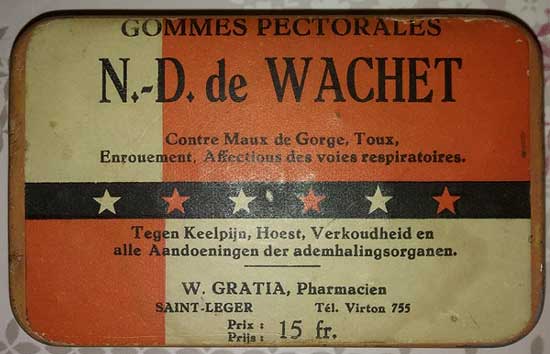 GOMMES PECTORALES
N.-D. de WACHET
Contre Maux de Gorge, Toux,
Enrouement, Affections des voies respiratoires.
Tegen Keelpijn, Hoest, Verkoudheid en
alle Aandoeningen der ademhalingsorganen.
W. GRATIA, Pharmacien
SAINT-LEGER Tél. Virton 755
Prix :
Prijs : 15 fr.